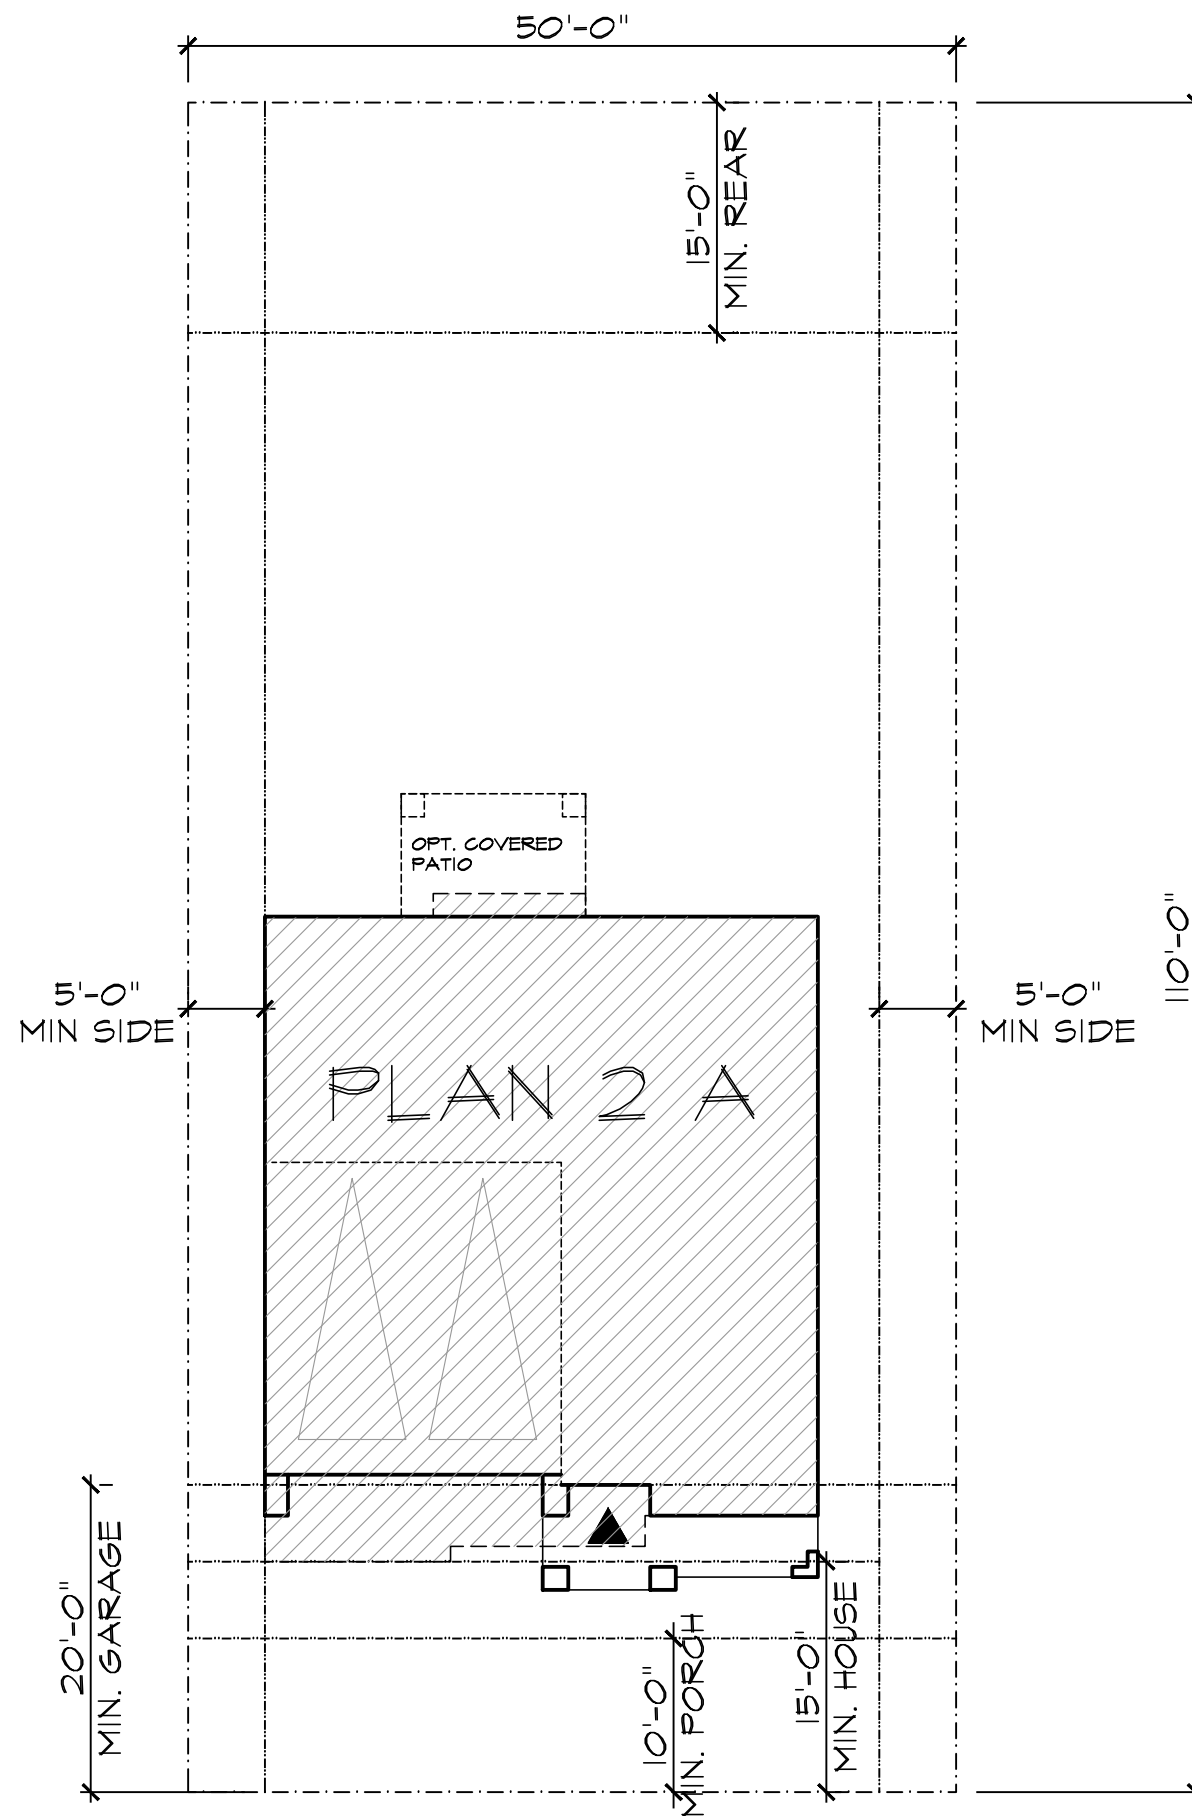 50'-0"
15'-0"
MIN. REAR
OPT. COVERED
PATIO
110'-0"
5'-0"
MIN SIDE
5'-0"
MIN SIDE
PLAN 2 A
20'-0"
MIN. GARAGE
10'-0"
MIN. PORCH
15'-0"
MIN. HOUSE